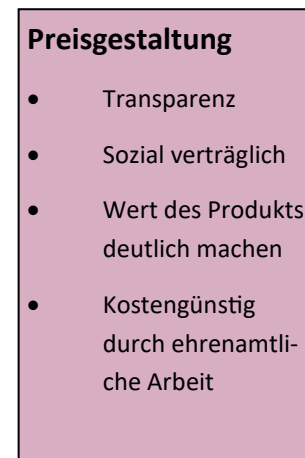 Preisgestaltung
• Transparenz
• Sozial verträglich
• Wert des Produkts
deutlich machen
• Kostengünstig
durch ehrenamtli-
che Arbeit